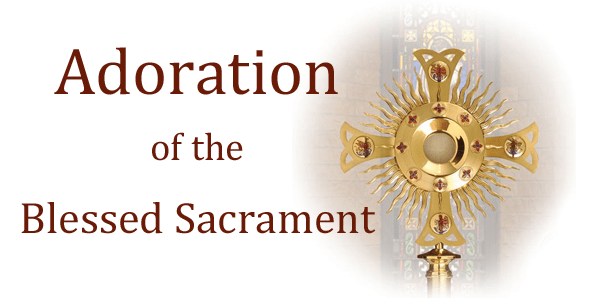 Adoration
of the
Blessed Sacrament